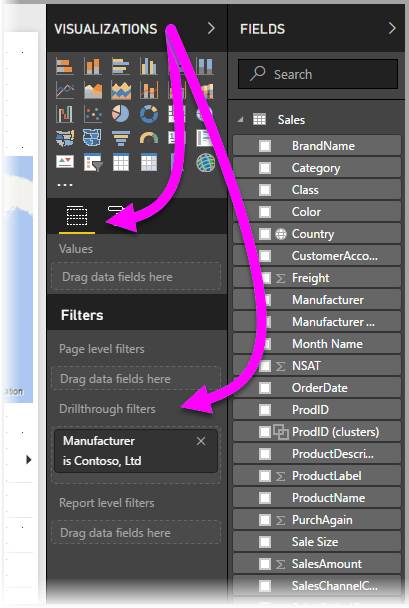 VISUALIZATIONS
Values
Drag data fields here
Filters
Page level filters
Drag data fields here
Drillthrough filters
Manufacturer
is Contoso, Ltd
Report level filters
Drag data fields here
FIELDS
Search
Sales
BrandName
Category
Class
Color
Country
CustomerAcco...
Freight
Manufacturer
Manufacturer ...
Month Name
NSAT
OrderDate
ProdID
ProdID (clusters)
ProductDescri...
ProductLabel
ProductName
PurchAgain
Sale Size
SalesAmount
SalesChannelC...